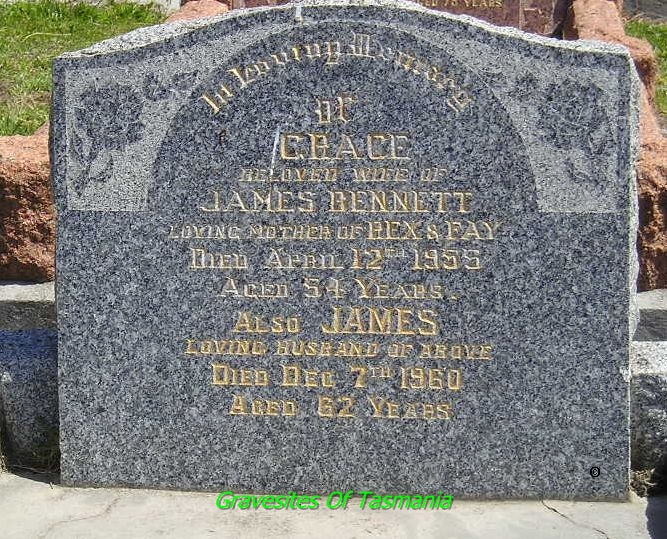 78 YEARS
In Loving Memory
of
GRACE
BELOVED WIFE OF
JAMES BENNETT
LOVING MOTHER OF REX & FAY
DIED APRIL 12TH 1955
AGED 54 YEARS.
ALSO JAMES
LOVING HUSBAND OF ABOVE
DIED DEC 7TH 1960
AGED 62 YEARS
Gravesites Of Tasmania